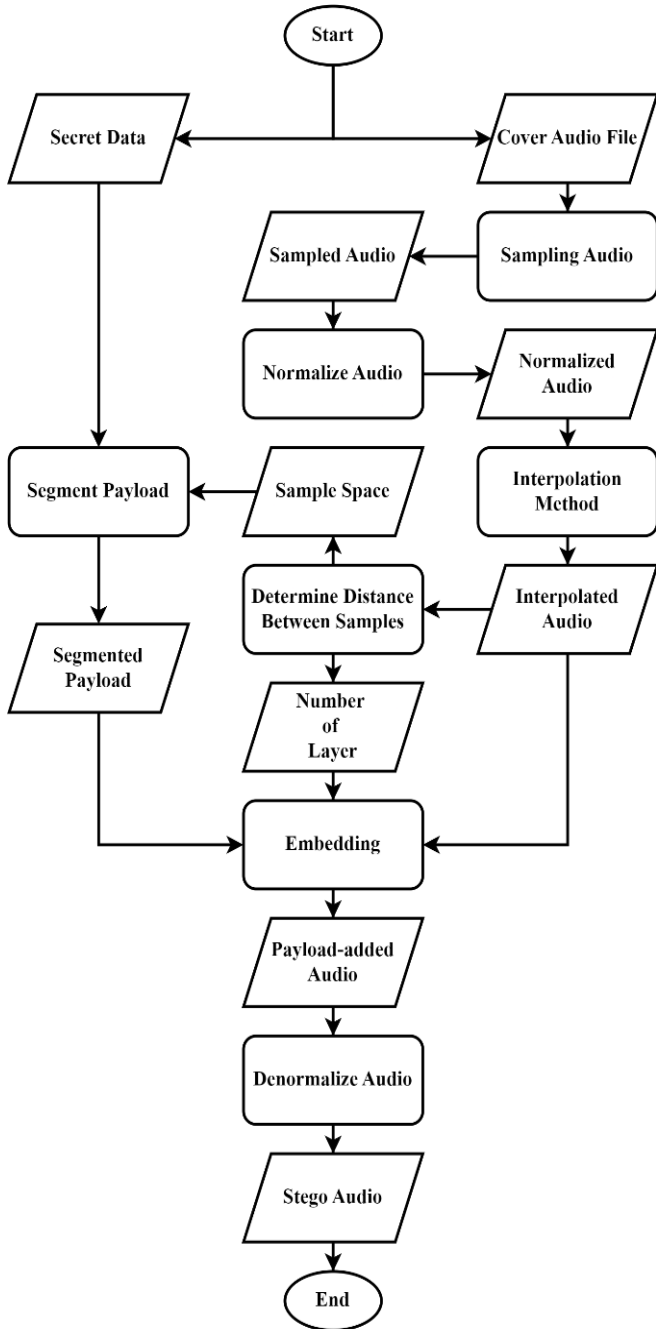 Start
Secret Data
Cover Audio File
Sampled Audio
Sampling Audio
Normalize Audio
Normalized
Audio
Segment Payload
Sample Space
Interpolation
Method
Determine Distance
Between Samples
Interpolated
Audio
Segmented
Payload
Number
of
Layer
Embedding
Payload-added
Audio
Denormalize Audio
Stego Audio
End